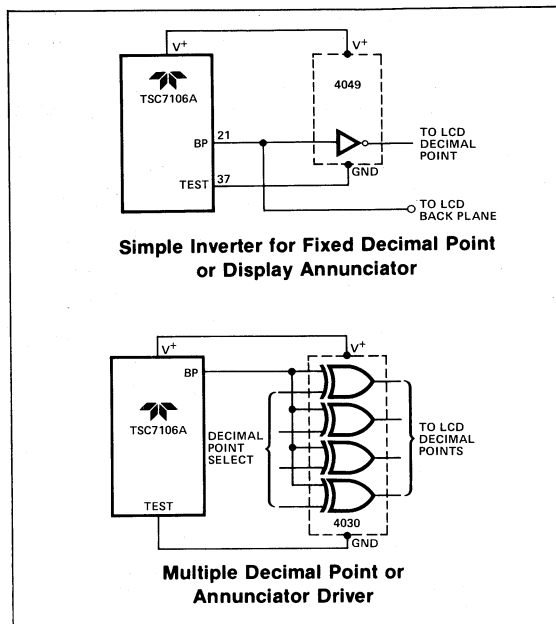 V+
V+
TSC7106A
4049
BP
21
TO LCD
DECIMAL
POINT
TEST
37
GND
TO LCD
BACK PLANE
Simple Inverter for Fixed Decimal Point
or Display Annunciator
V+
V+
BP
TSC7106A
DECIMAL
POINT
SELECT
TO LCD
DECIMAL
POINTS
TEST
4030
GND
Multiple Decimal Point or
Annunciator Driver